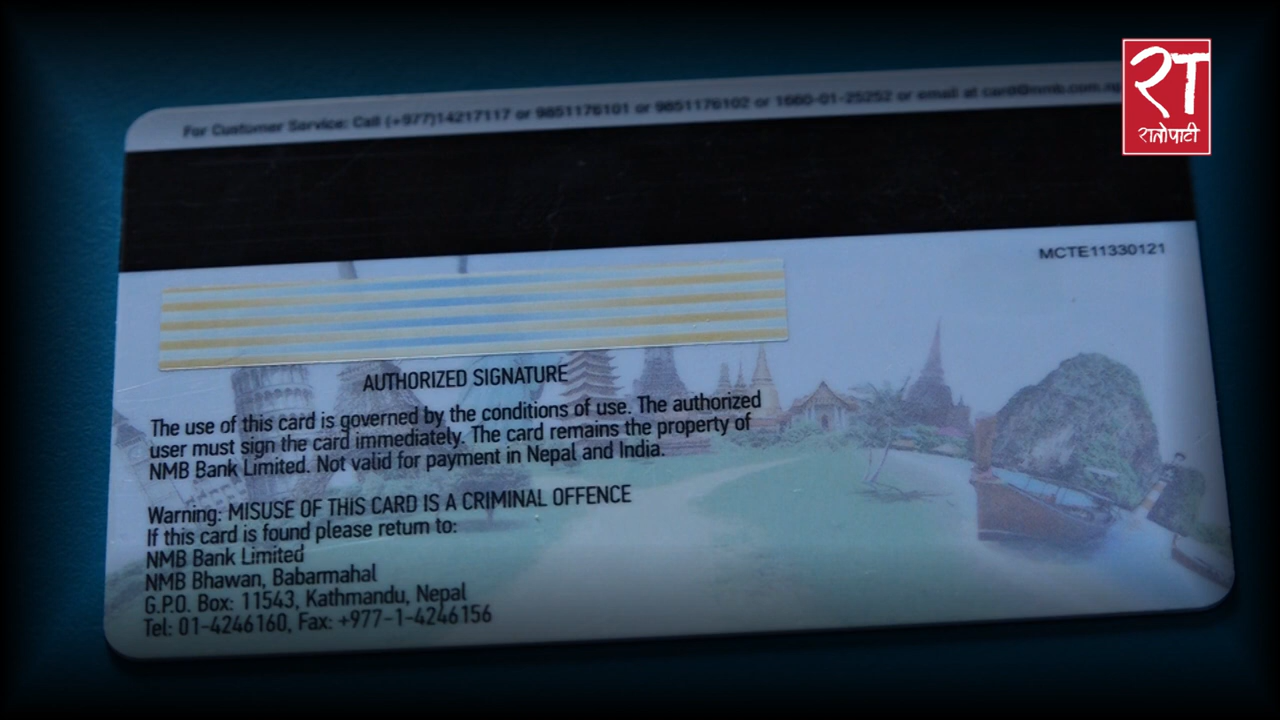 For Customer Service: Call (+977)14217117 or 9851176101 or 9851176102 or 1660-01-25252 or email at card@nmb.com.np
रा
रातोपाटी
MCTE11330121
AUTHORIZED SIGNATURE
The use of this card is governed by the conditions of use. The authorized
user must sign the card immediately. The card remains the property of
NMB Bank Limited. Not valid for payment in Nepal and India.
Warning: MISUSE OF THIS CARD IS A CRIMINAL OFFENCE
If this card is found please return to:
NMB Bank Limited
NMB Bhawan, Babarmahal
G.P.O. Box: 11543, Kathmandu, Nepal
Tel: 01-4246160, Fax: +977-1-4246156